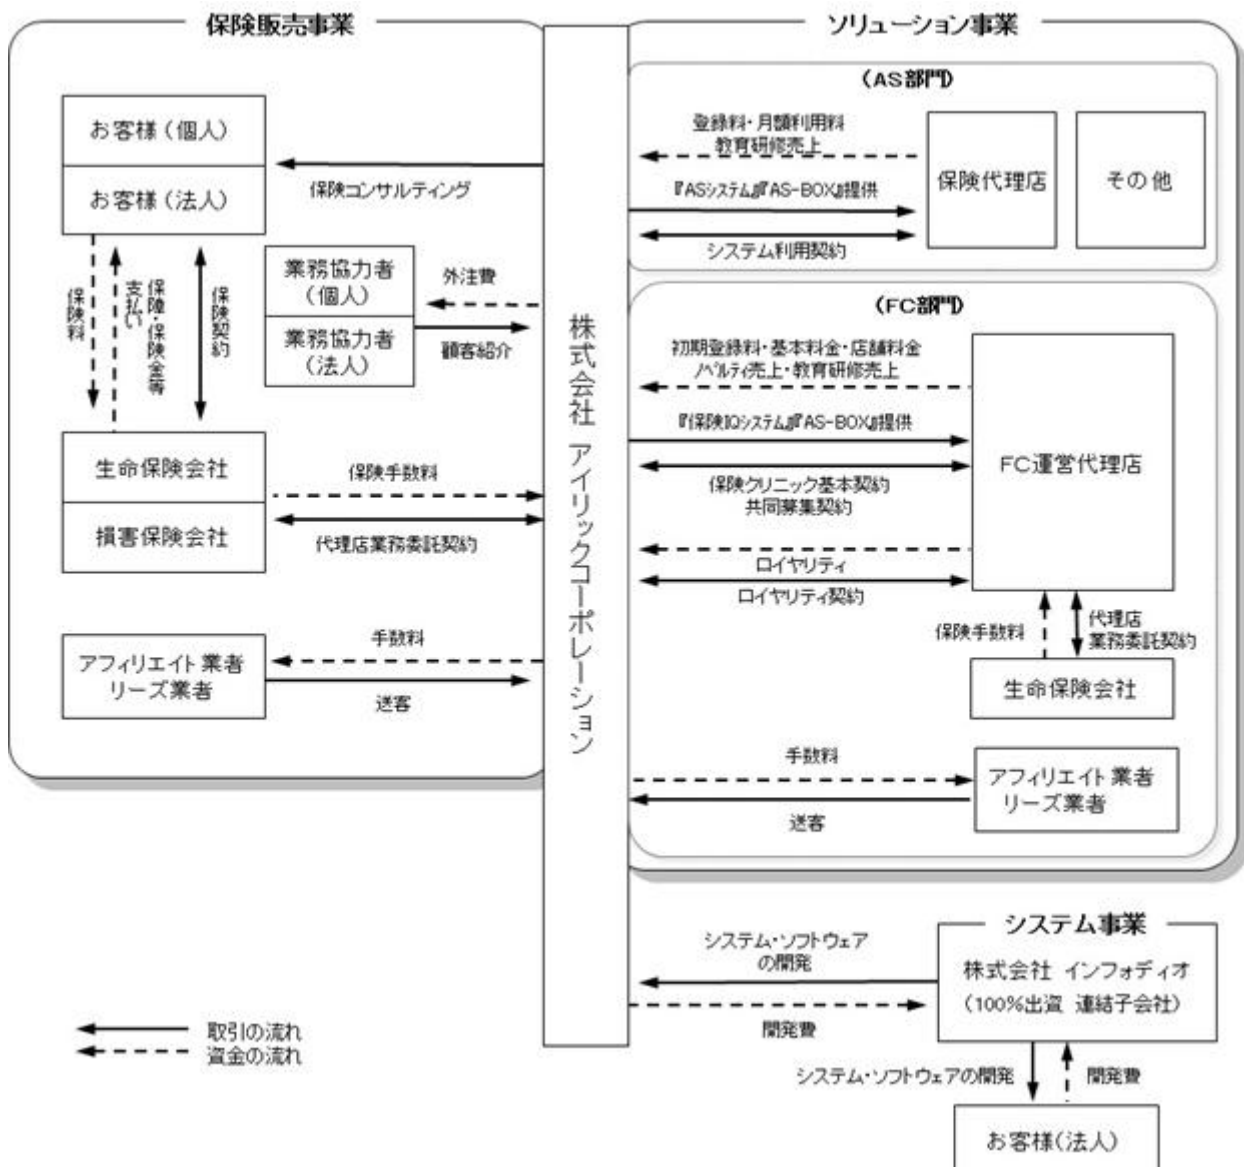 保険販売事業
お客様（個人）
お客様（法人）
保険コンサルティング
保険料
保障・保険金等
支払い
保険契約
業務協力者
（個人）
業務協力者
（法人）
外注費
顧客紹介
生命保険会社
損害保険会社
保険手数料
代理店業務委託契約
アフィリエイト業者
リーズ業者
手数料
送客
株式会社 アイリックコーポレーション
ソリューション事業
（AS部門）
登録料・月額利用料
教育研修売上
『ASシステム』『AS-BOX』提供
システム利用契約
保険代理店
その他
（FC部門）
初期登録料・基本料金・店舗料金
ノベルティ売上・教育研修売上
『保険IQシステム』『AS-BOX』提供
保険クリニック基本契約
共同募集契約
ロイヤリティ
ロイヤリティ契約
FC運営代理店
保険手数料
代理店
業務委託契約
生命保険会社
手数料
送客
アフィリエイト業者
リーズ業者
システム事業
株式会社 インフォディオ
（100%出資 連結子会社）
システム・ソフトウェア
の開発
開発費
システム・ソフトウェアの開発
開発費
お客様（法人）
取引の流れ
資金の流れ